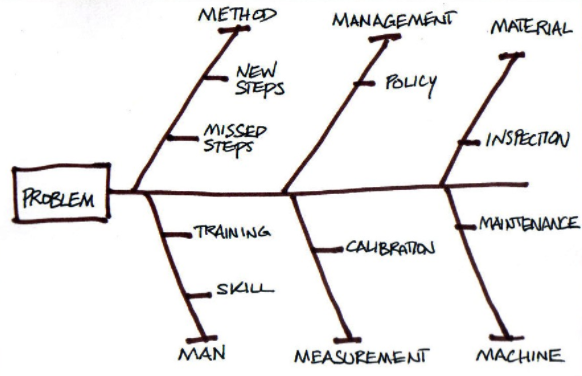 METHOD
MANAGEMENT
MATERIAL
NEW
STEPS
POLICY
MISSED
STEPS
INSPECTION
PROBLEM
TRAINING
CALIBRATION
MAINTENANCE
SKILL
MAN
MEASUREMENT
MACHINE